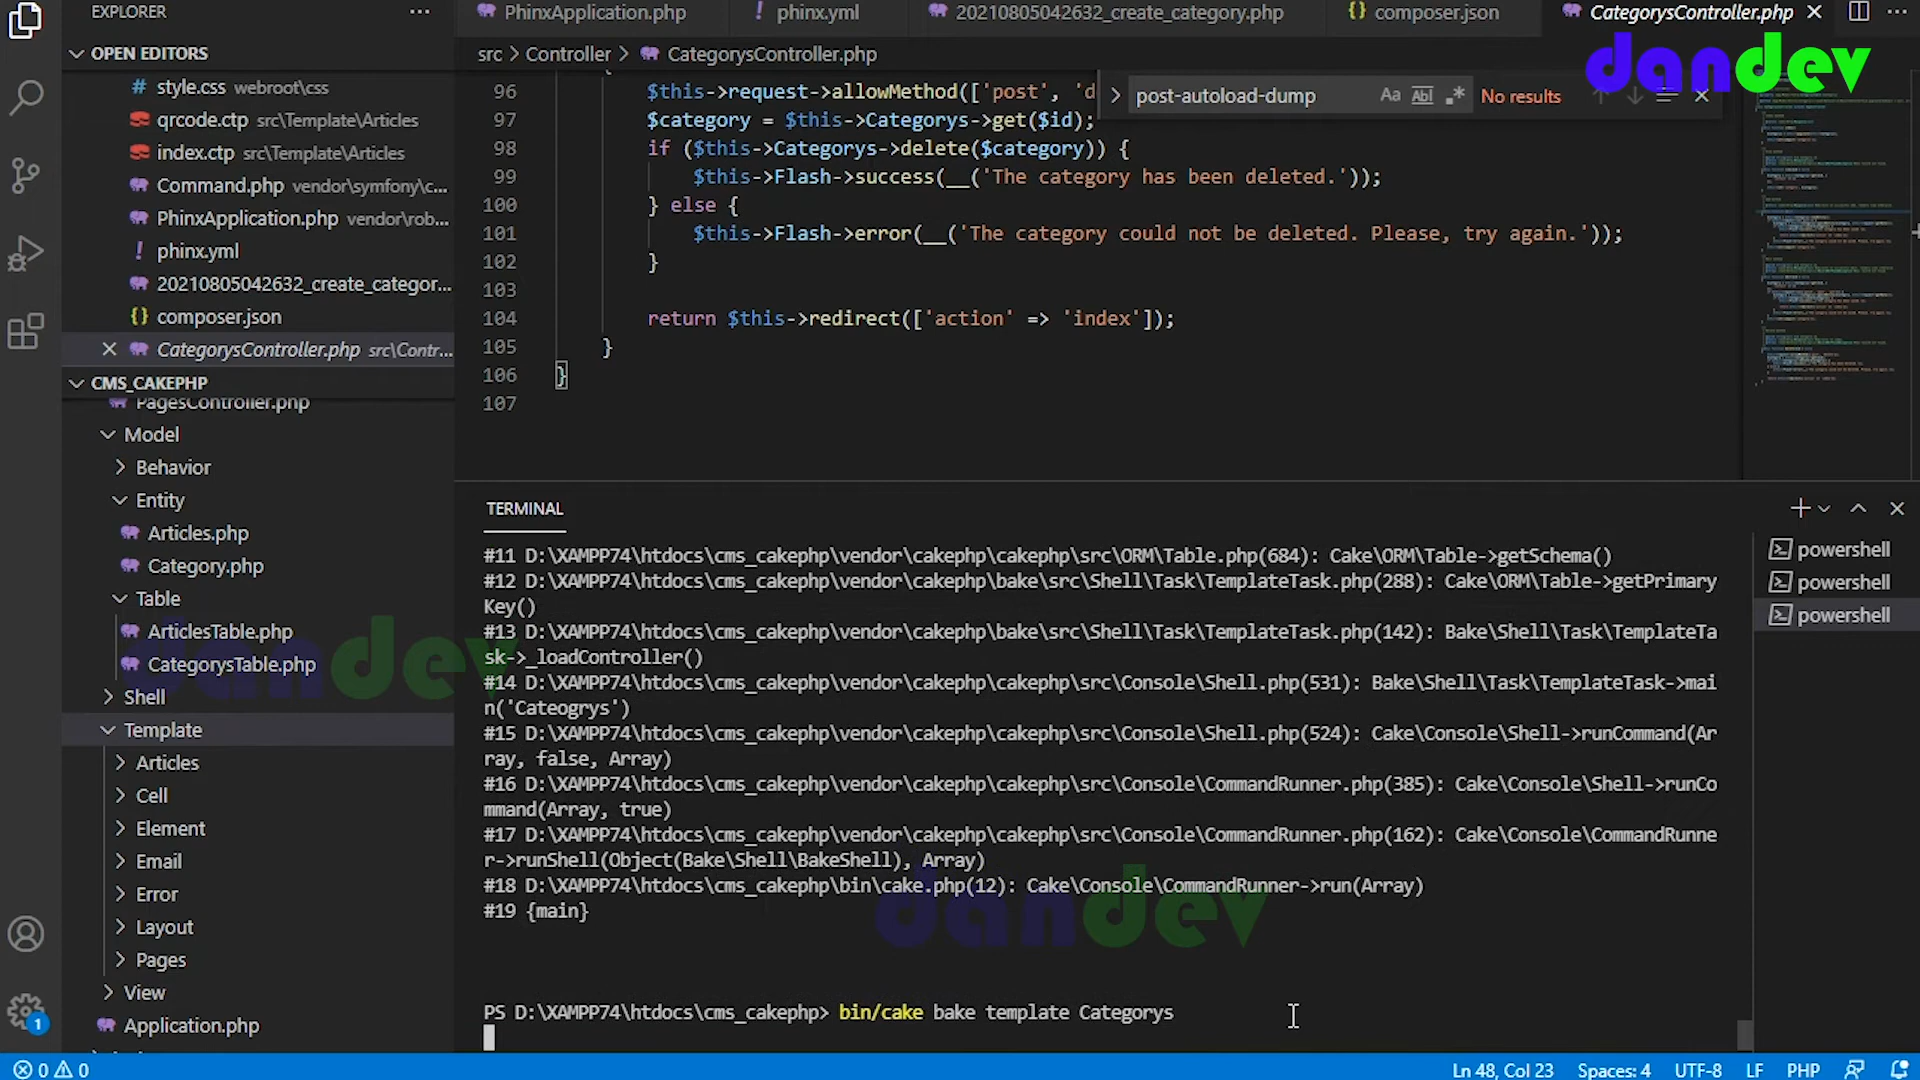 EXPLORER
OPEN EDITORS
style.css webroot\css
qrcode.ctp src\Template\Articles
index.ctp src\Template\Articles
Command.php vendor\symfony\c...
PhinxApplication.php vendor\rob...
phinx.yml
20210805042632_create_categor...
composer.json
CategorysController.php src\Contr...
CMS_CAKEPHP
PagesController.php
Model
Behavior
Entity
Articles.php
Category.php
Table
ArticlesTable.php
CategorysTable.php
Shell
Template
Articles
Cell
Element
Email
Error
Layout
Pages
View
Application.php
PhinxApplication.php
phinx.yml
20210805042632_create_category.php
composer.json
CategorysController.php
dandev
src > Controller > CategorysController.php
post-autoload-dump
Aa Abl .* No results
96 $this->request->allowMethod(['post', 'd
97 $category = $this->Categorys->get($id);
98 if ($this->Categorys->delete($category)) {
99 $this->Flash->success(__('The category has been deleted.'));
100 } else {
101 $this->Flash->error(__('The category could not be deleted. Please, try again.'));
102 }
103
104 return $this->redirect(['action' => 'index']);
105 }
106 }
107
TERMINAL
#11 D:\XAMPP74\htdocs\cms_cakephp\vendor\cakephp\cakephp\src\ORM\Table.php(684): Cake\ORM\Table->getSchema()
#12 D:\XAMPP74\htdocs\cms_cakephp\vendor\cakephp\bake\src\Shell\Task\TemplateTask.php(288): Cake\ORM\Table->getPrimary
Key()
#13 D:\XAMPP74\htdocs\cms_cakephp\vendor\cakephp\bake\src\Shell\Task\TemplateTask.php(142): Bake\Shell\Task\TemplateTa
sk->_loadController()
#14 D:\XAMPP74\htdocs\cms_cakephp\vendor\cakephp\cakephp\src\Console\Shell.php(531): Bake\Shell\Task\TemplateTask->mai
n('Cateogrys')
#15 D:\XAMPP74\htdocs\cms_cakephp\vendor\cakephp\cakephp\src\Console\Shell.php(524): Cake\Console\Shell->runCommand(Ar
ray, false, Array)
#16 D:\XAMPP74\htdocs\cms_cakephp\vendor\cakephp\cakephp\src\Console\CommandRunner.php(385): Cake\Console\Shell->runCo
mmand(Array, true)
#17 D:\XAMPP74\htdocs\cms_cakephp\vendor\cakephp\cakephp\src\Console\CommandRunner.php(162): Cake\Console\CommandRunne
r->runShell(Object(Bake\Shell\BakeShell), Array)
#18 D:\XAMPP74\htdocs\cms_cakephp\bin\cake.php(12): Cake\Console\CommandRunner->run(Array)
#19 {main}
PS D:\XAMPP74\htdocs\cms_cakephp> bin/cake bake template Categorys
powershell
powershell
powershell
dandev
dandev
1
0 0
Ln 48, Col 23 Spaces: 4 UTF-8 LF PHP